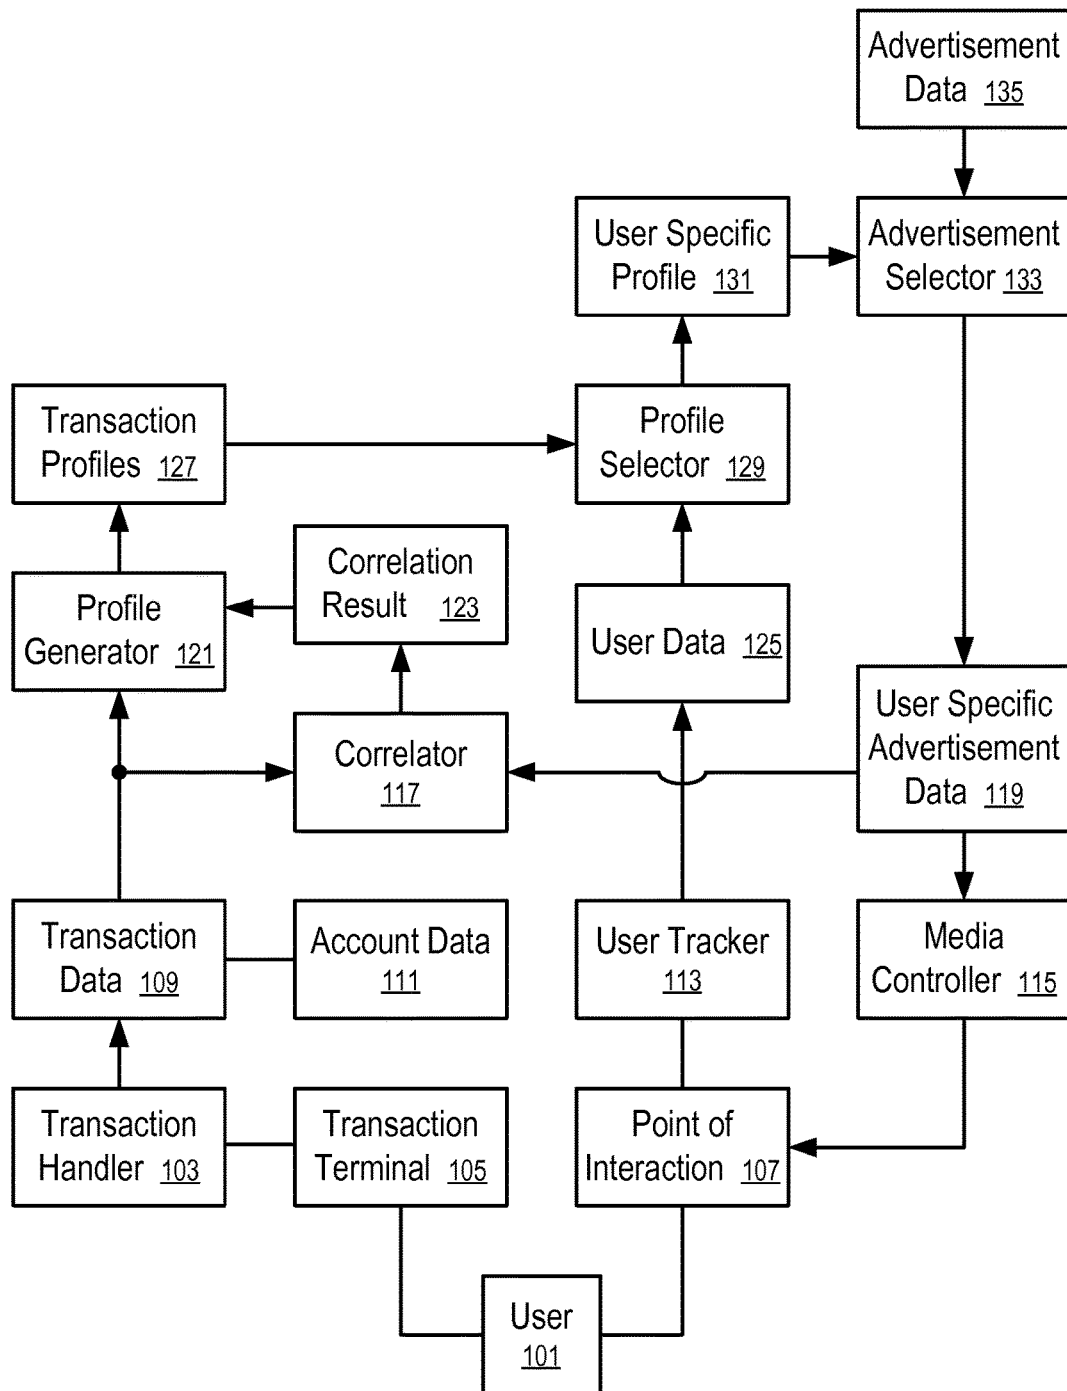 Advertisement
Data 135
User Specific
Profile 131
Advertisement
Selector 133
Transaction
Profiles 127
Profile
Selector 129
Correlation
Result 123
Profile
Generator 121
User Data 125
User Specific
Advertisement
Data 119
Correlator
117
Transaction
Data 109
Account Data
111
User Tracker
113
Media
Controller 115
Transaction
Handler 103
Transaction
Terminal 105
Point of
Interaction 107
User
101